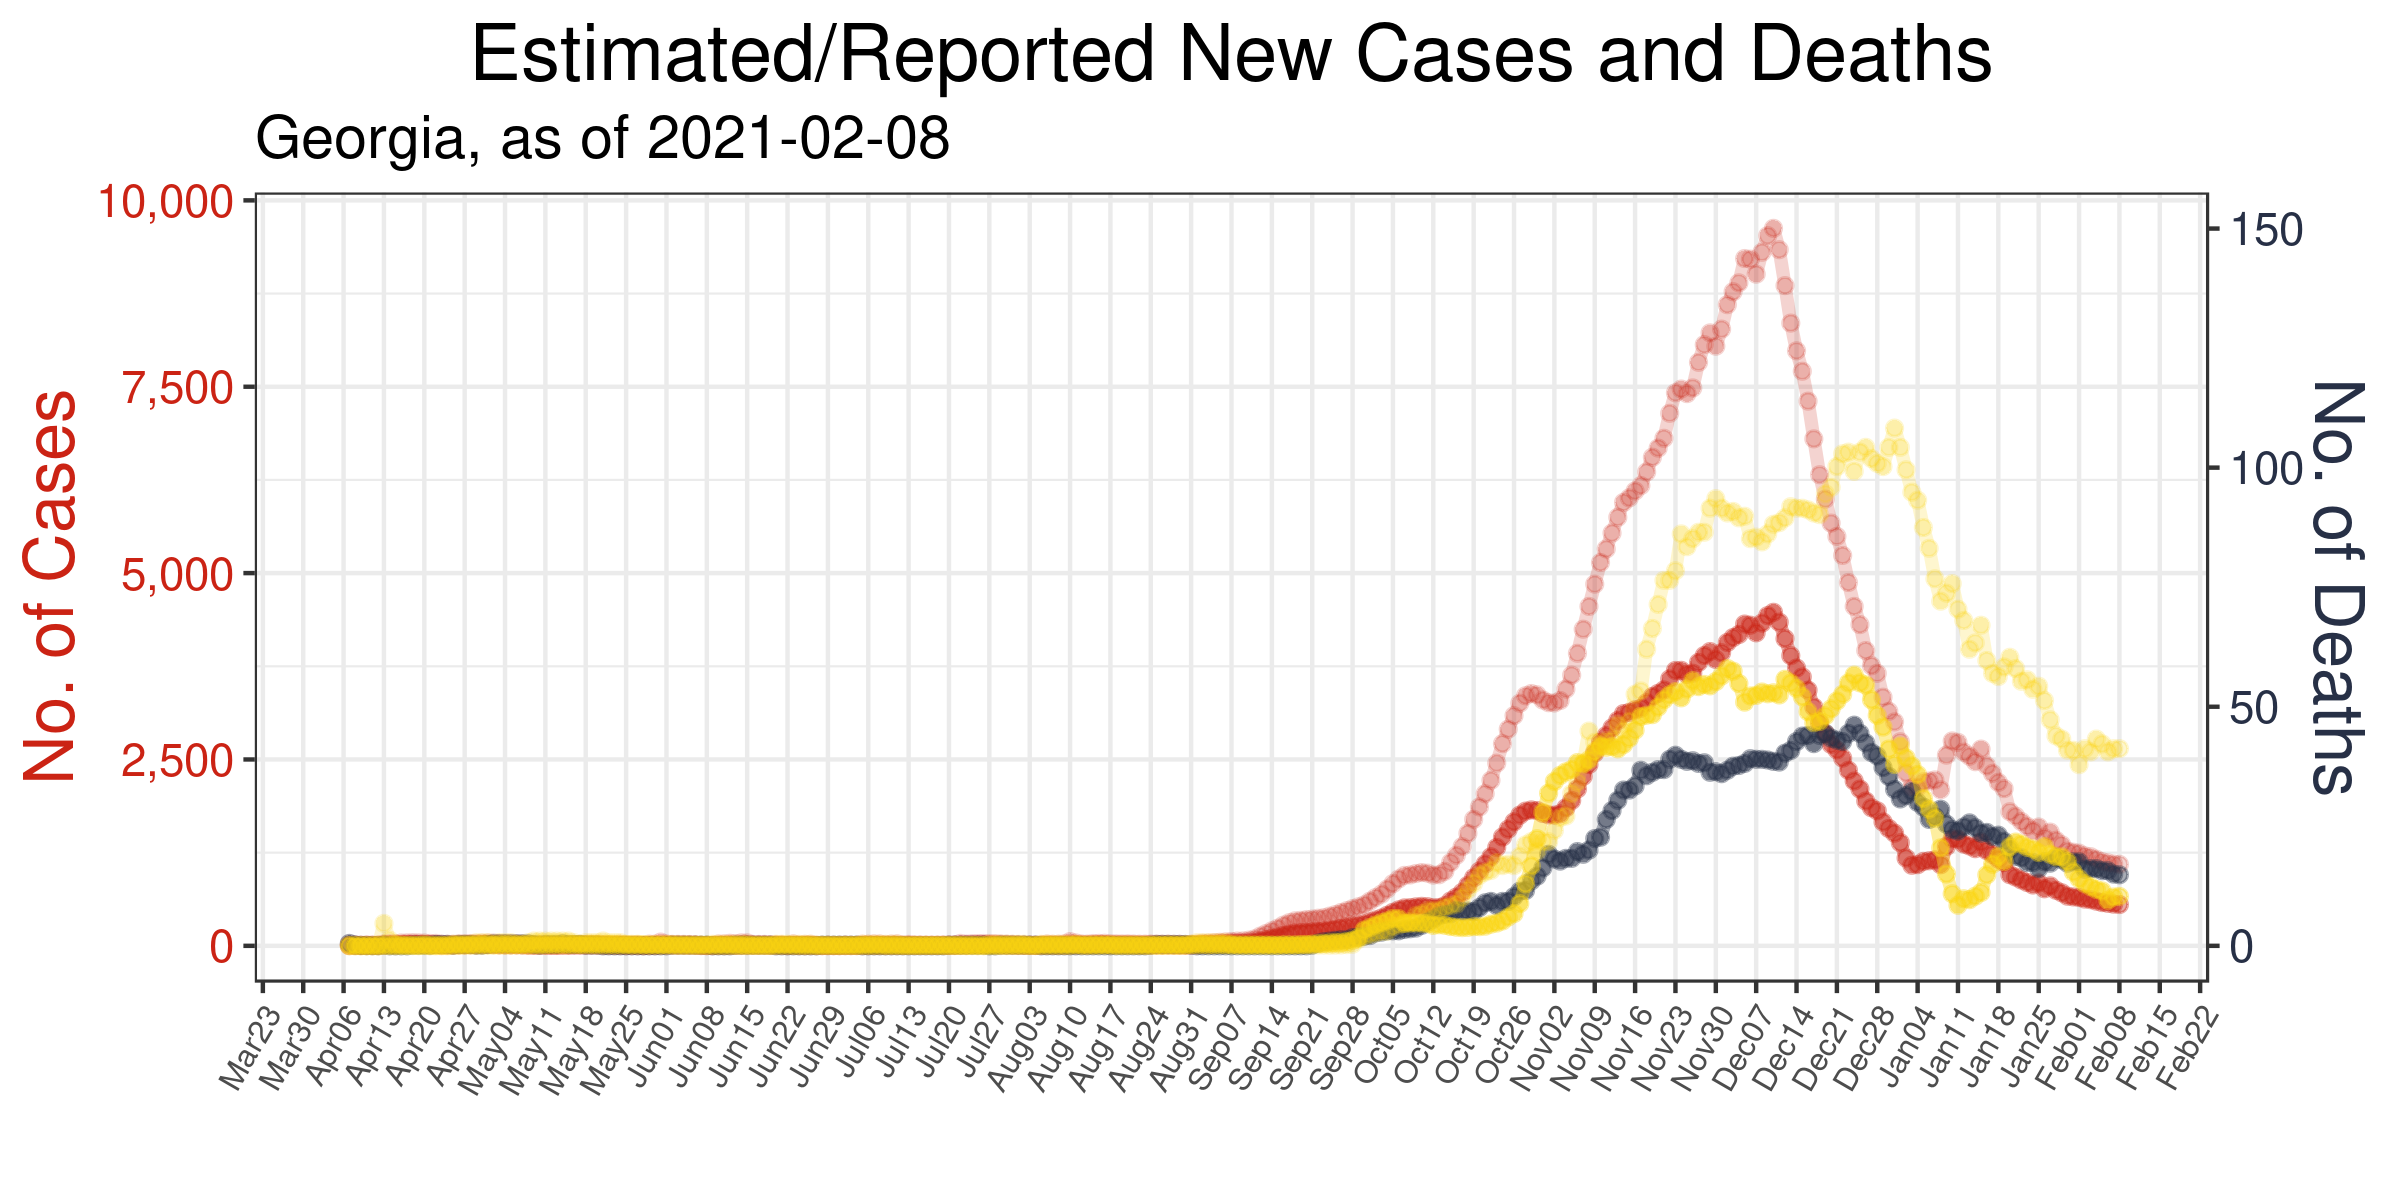 Estimated/Reported New Cases and Deaths
Georgia, as of 2021-02-08
No. of Cases
10,000
7,500
5,000
2,500
0
150
100
50
0
No. of Deaths
Mar23
Mar30
Apr06
Apr13
Apr20
Apr27
May04
May11
May18
May25
Jun01
Jun08
Jun15
Jun22
Jun29
Jul06
Jul13
Jul20
Jul27
Aug03
Aug10
Aug17
Aug24
Aug31
Sep07
Sep14
Sep21
Sep28
Oct05
Oct12
Oct19
Oct26
Nov02
Nov09
Nov16
Nov23
Nov30
Dec07
Dec14
Dec21
Dec28
Jan04
Jan11
Jan18
Jan25
Feb01
Feb08
Feb15
Feb22